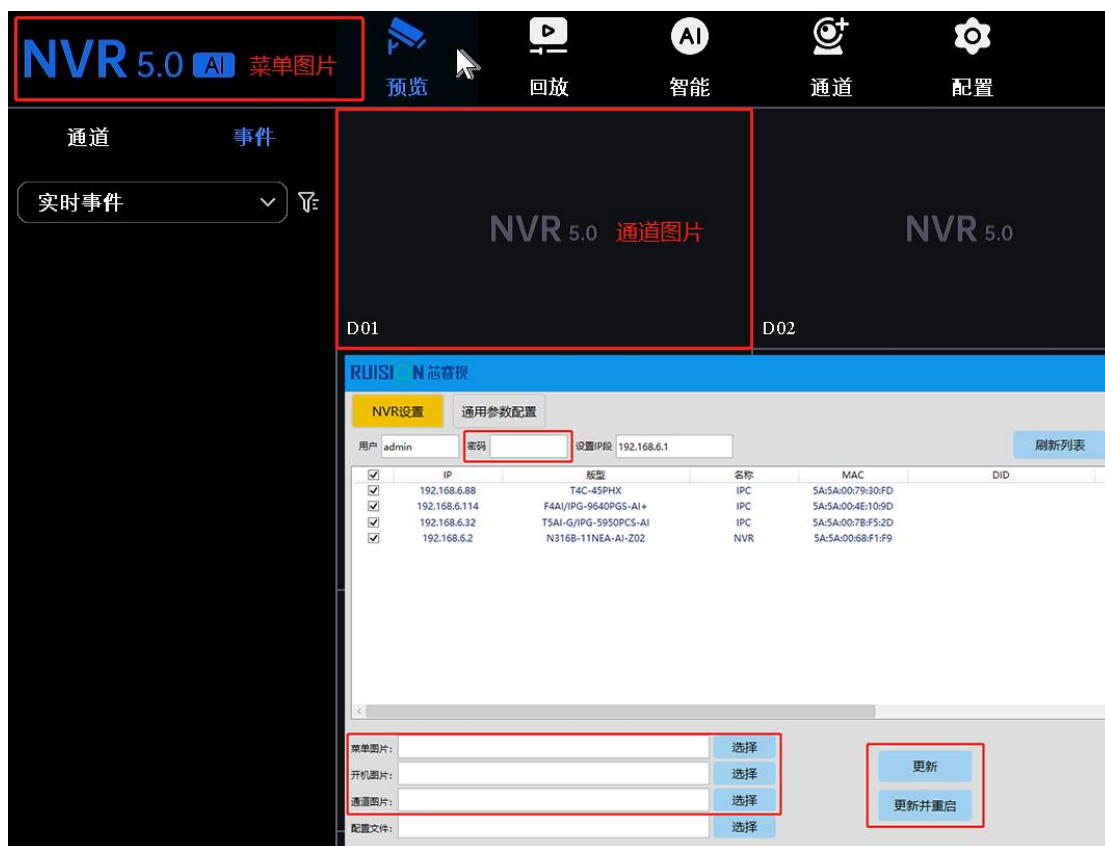 NVR 5.0 AI 菜单图片
预览 回放 AI 智能 通道 配置
通道 事件
实时事件
NVR 5.0 通道图片
D01
NVR 5.0
D02
RUISION 芯睿视
NVR设置 通用参数配置
用户 admin 密码 设置IP段 192.168.6.1 刷新列表
IP 版型 名称 MAC DID
192.168.6.88 T4C-45PHX IPC 5A:5A:00:79:30:FD
192.168.6.114 F4AI/IPG-9640PGS-AI+ IPC 5A:5A:00:4E:10:9D
192.168.6.32 T5AI-G/IPG-5950PCS-AI IPC 5A:5A:00:7B:F5:2D
192.168.6.2 N316B-11NEA-AI-Z02 NVR 5A:5A:00:68:F1:F9
菜单图片: 选择
开机图片: 选择
通道图片: 选择
配置文件: 选择
更新
更新并重启